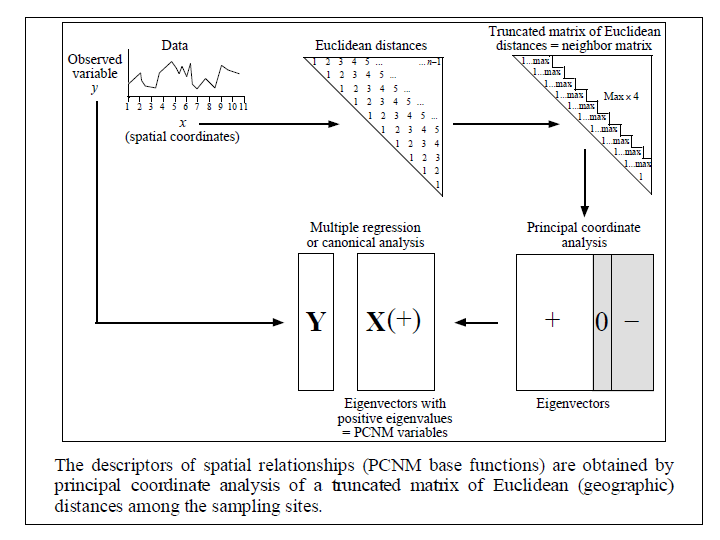 Data
Observed
variable
y
1 2 3 4 5 6 7 8 9 10 11
x
(spatial coordinates)
Euclidean distances
1 2 3 4 5 ... ...n–1
1 2 3 4 5 ...
1 2 3 4 5 ...
1 2 3 4 5 ...
1 2 3 4 5 ...
1 2 3 4 5
1 2 3 4
1 2 3
1 2
1
Truncated matrix of Euclidean
distances = neighbor matrix
1...max
1...max
1...max
1...max
Max × 4
1...max
1...max
1...max
1...max
1...max
1...max
1
Multiple regression
or canonical analysis
Y
X(+)
Eigenvectors with
positive eigenvalues
= PCNM variables
Principal coordinate
analysis
+ 0 –
Eigenvectors
The descriptors of spatial relationships (PCNM base functions) are obtained by
principal coordinate analysis of a truncated matrix of Euclidean (geographic)
distances among the sampling sites.